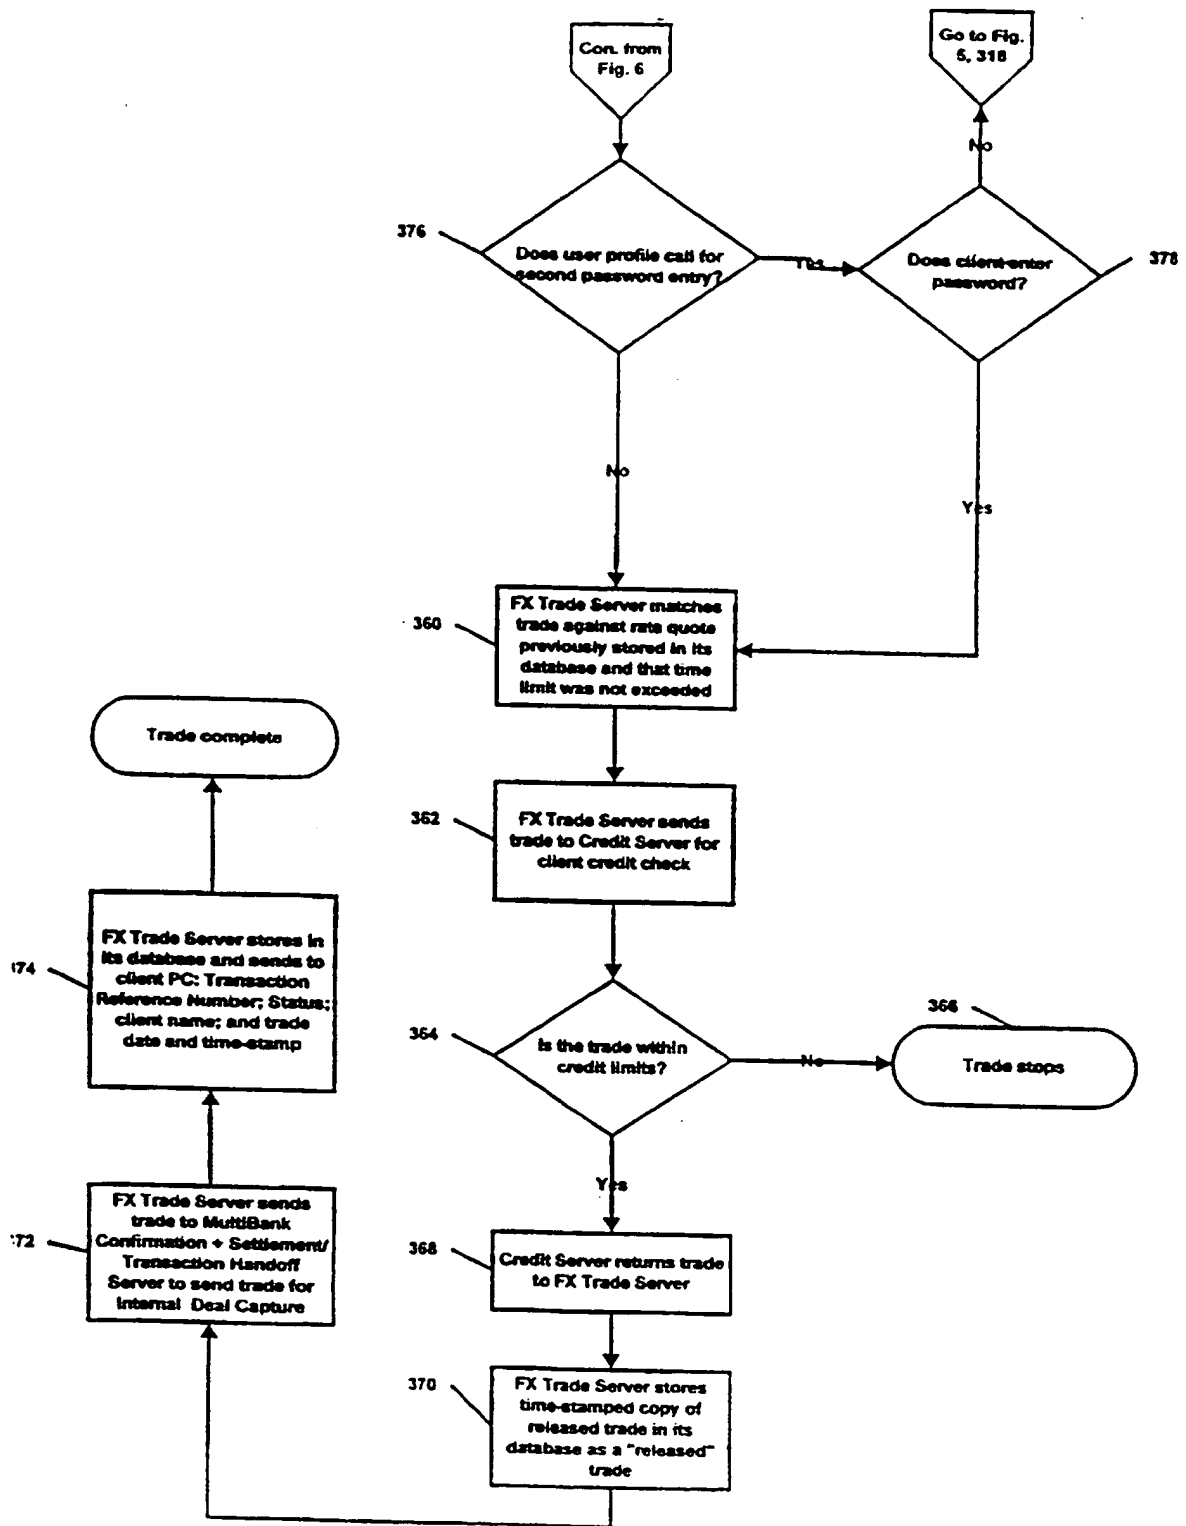 Con. from
Fig. 6
Go to Fig.
5, 318
No
376
Does user profile call for
second password entry?
Yes
Does client enter
password?
378
No
Yes
360
FX Trade Server matches
trade against rate quote
previously stored in its
database and that time
limit was not exceeded
Trade complete
362
FX Trade Server sends
trade to Credit Server for
client credit check
174
FX Trade Server stores in
its database and sends to
client PC: Transaction
Reference Number; Status;
client name; and trade
date and time-stamp
364
Is the trade within
credit limits?
No
366
Trade stops
Yes
72
FX Trade Server sends
trade to MultiBank
Confirmation + Settlement/
Transaction Handoff
Server to send trade for
Internal Deal Capture
368
Credit Server returns trade
to FX Trade Server
370
FX Trade Server stores
time-stamped copy of
released trade in its
database as a "released"
trade